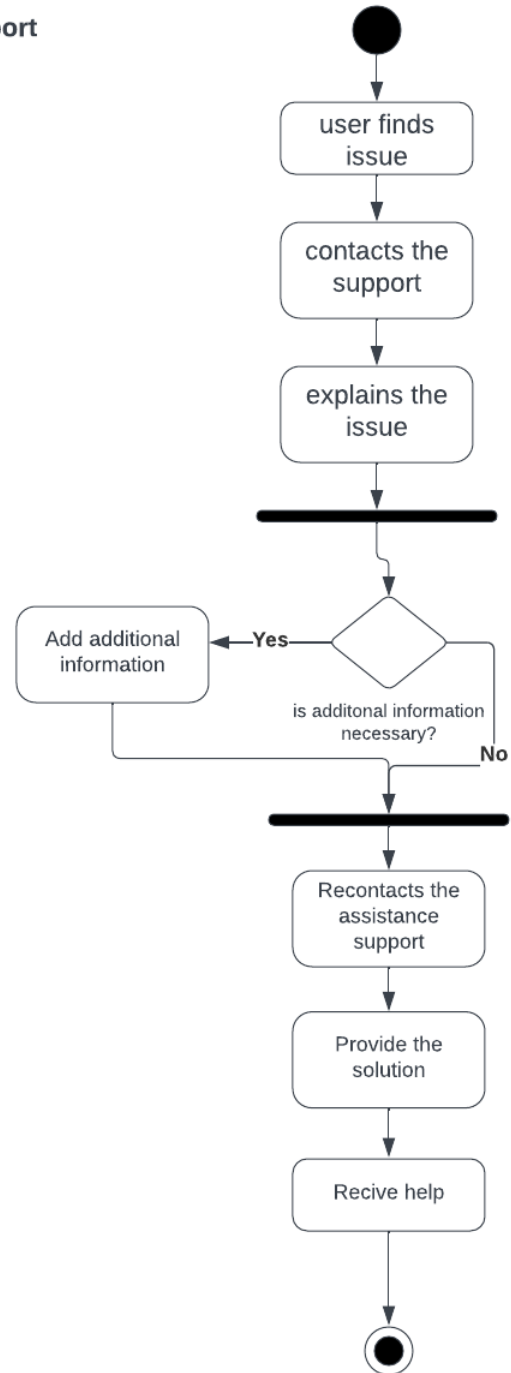 ort
user finds
issue
contacts the
support
explains the
issue
Add additional
information
Yes
is additonal information
necessary?
No
Recontacts the
assistance
support
Provide the
solution
Recive help